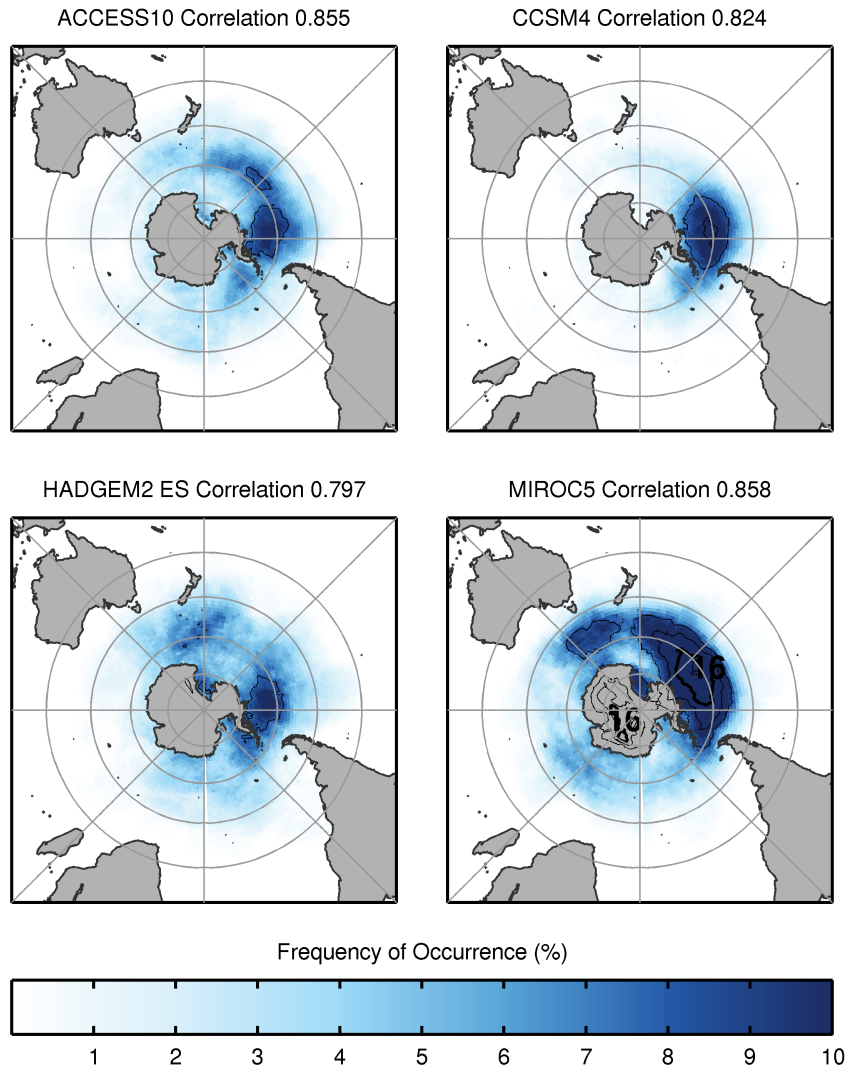 ACCESS10 Correlation 0.855
CCSM4 Correlation 0.824
HADGEM2 ES Correlation 0.797
MIROC5 Correlation 0.858
16
16
Frequency of Occurrence (%)
1 2 3 4 5 6 7 8 9 10